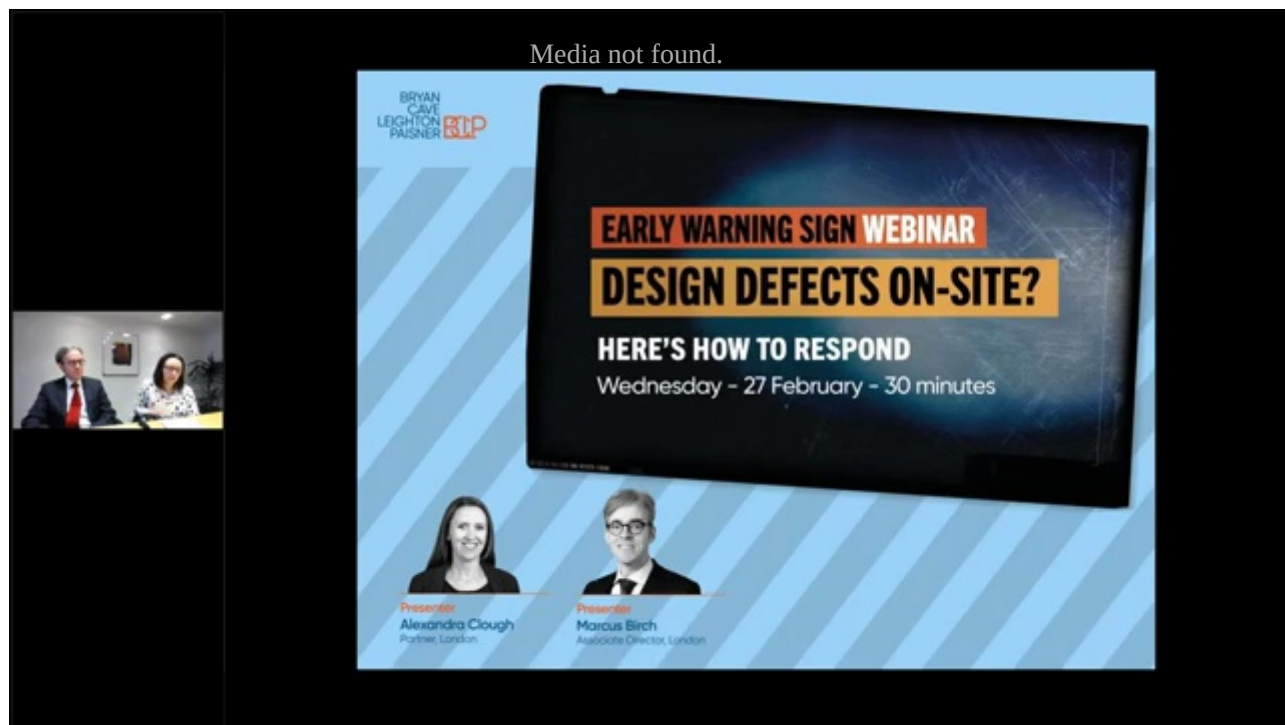 Media not found.
BRYAN
CAVE
LEIGHTON
PAISNER BCLP
EARLY WARNING SIGN WEBINAR
DESIGN DEFECTS ON-SITE?
HERE'S HOW TO RESPOND
Wednesday - 27 February - 30 minutes
Presenter
Alexandra Clough
Partner, London
Presenter
Marcus Birch
Associate Director, London